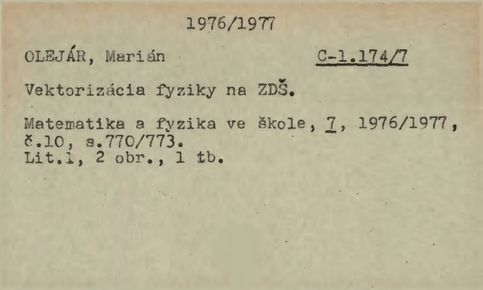 1976/1977
OLEJÁR, Marián C-1.174/7
Vektorizácia fyziky na ZDŠ.
Matematika a fyzika ve škole, 7, 1976/1977,
č.10, s.770/773.
Lit.1, 2 obr., 1 tb.